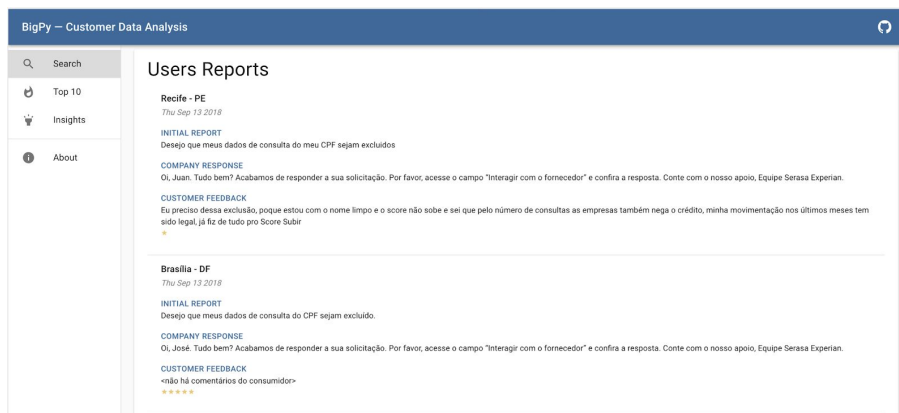 BigPy — Customer Data Analysis
Search
Top 10
Insights
About
Users Reports
Recife - PE
Thu Sep 13 2018
INITIAL REPORT
Desejo que meus dados de consulta do meu CPF sejam excluidos
COMPANY RESPONSE
Oi, Juan. Tudo bem? Acabamos de responder a sua solicitação. Por favor, acesse o campo "Interagir com o fornecedor" e confira a resposta. Conte com o nosso apoio, Equipe Serasa Experian.
CUSTOMER FEEDBACK
Eu preciso dessa exclusão, poque estou com o nome limpo e o score não sobe e sei que pelo número de consultas as empresas também nega o crédito, minha movimentação nos últimos meses tem
sido legal, já fiz de tudo pro Score Subir
Brasília - DF
Thu Sep 13 2018
INITIAL REPORT
Desejo que meus dados de consulta do CPF sejam excluído.
COMPANY RESPONSE
Oi, José. Tudo bem? Acabamos de responder a sua solicitação. Por favor, acesse o campo "Interagir com o fornecedor" e confira a resposta. Conte com o nosso apoio, Equipe Serasa Experian.
CUSTOMER FEEDBACK
<não há comentários do consumidor>